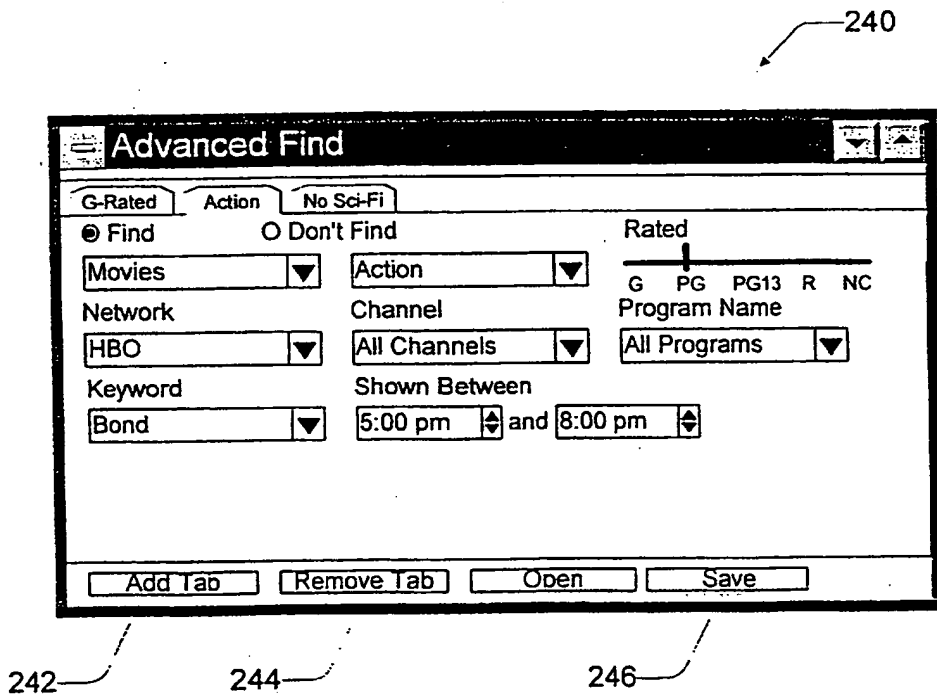 240
Advanced Find
G-Rated Action No Sci-Fi
Find Don't Find Rated
Movies Action
G PG PG13 R NC
Network Channel Program Name
HBO All Channels All Programs
Keyword Shown Between
Bond 5:00 pm and 8:00 pm
Add Tab Remove Tab Open Save
242 244 246